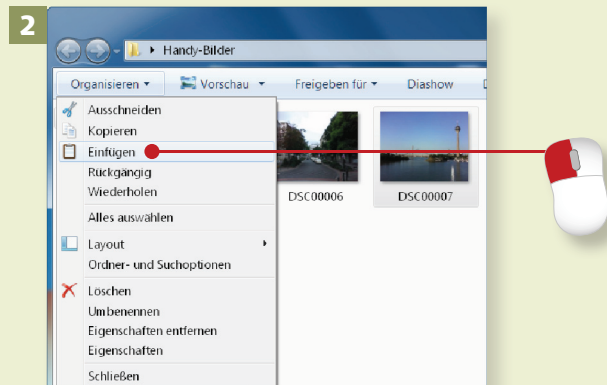 2
Handy-Bilder
Organisieren Vorschau Freigeben für Diashow
Ausschneiden
Kopieren
Einfügen
Rückgängig
Wiederholen
DSC00006 DSC00007
Alles auswählen
Layout
Ordner- und Suchoptionen
Löschen
Umbenennen
Eigenschaften entfernen
Eigenschaften
Schließen